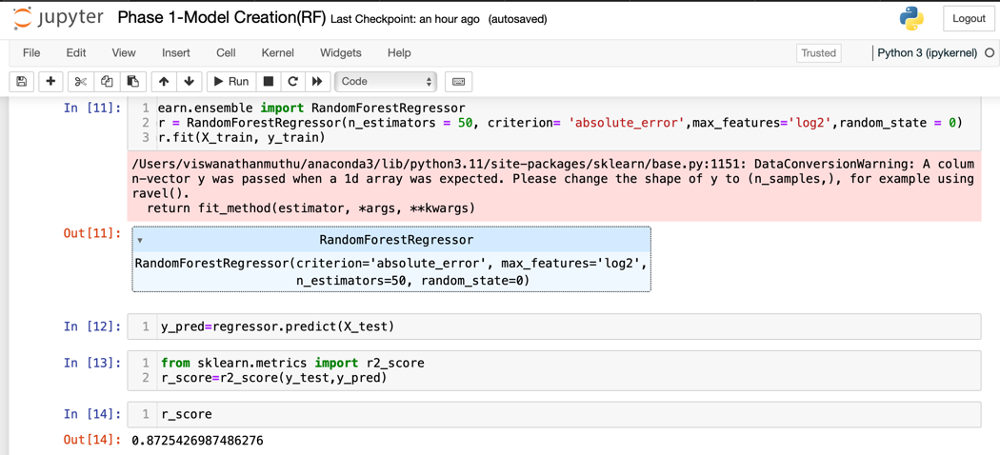 jupyter Phase 1-Model Creation(RF) Last Checkpoint: an hour ago (autosaved) Logout
File Edit View Insert Cell Kernel Widgets Help Trusted Python 3 (ipykernel)
Run Code
In [11]: 1 earn.ensemble import RandomForestRegressor
2 r = RandomForestRegressor(n_estimators = 50, criterion= 'absolute_error',max_features='log2',random_state = 0)
3 r.fit(X_train, y_train)
/Users/viswanathanmuthu/anaconda3/lib/python3.11/site-packages/sklearn/base.py:1151: DataConversionWarning: A colum
n-vector y was passed when a 1d array was expected. Please change the shape of y to (n_samples,), for example using
ravel().
return fit_method(estimator, *args, **kwargs)
Out[11]: RandomForestRegressor
RandomForestRegressor(criterion='absolute_error', max_features='log2',
n_estimators=50, random_state=0)
In [12]: 1 y_pred=regressor.predict(X_test)
In [13]: 1 from sklearn.metrics import r2_score
2 r_score=r2_score(y_test,y_pred)
In [14]: 1 r_score
Out[14]: 0.8725426987486276